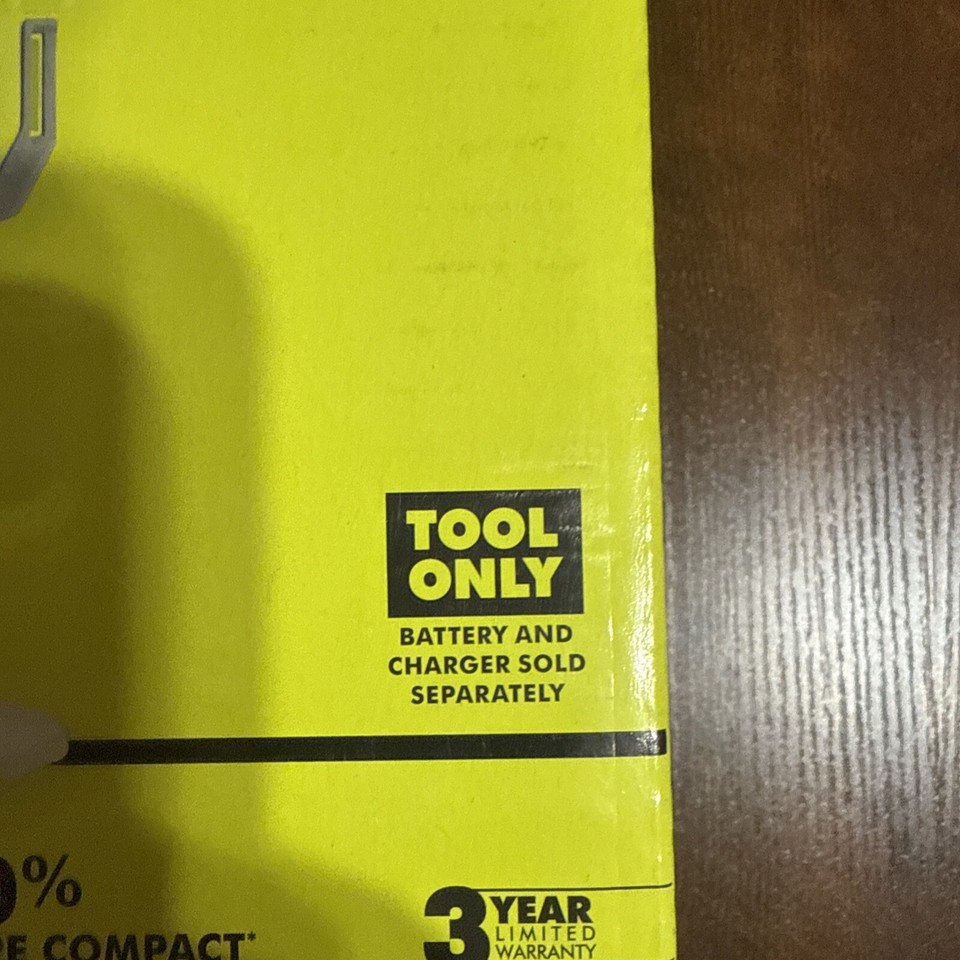 TOOL
ONLY
BATTERY AND
CHARGER SOLD
SEPARATELY
%
COMPACT*
3 YEAR
LIMITED
WARRANTY